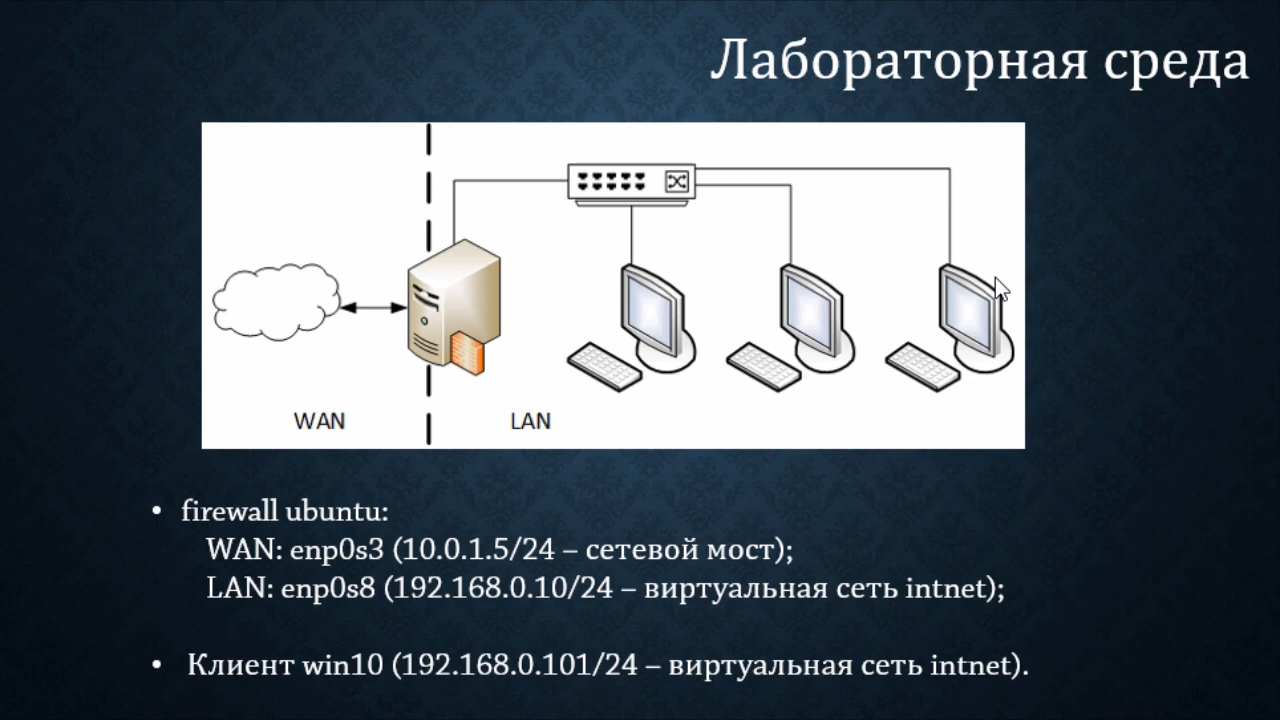 Лабораторная среда
WAN
LAN
• firewall ubuntu:
WAN: enp0s3 (10.0.1.5/24 – сетевой мост);
LAN: enp0s8 (192.168.0.10/24 – виртуальная сеть intnet);
• Клиент win10 (192.168.0.101/24 – виртуальная сеть intnet).